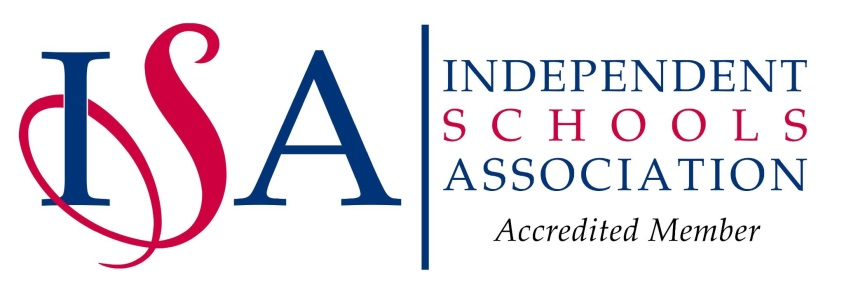 ISA
INDEPENDENT
SCHOOLS
ASSOCIATION
Accredited Member